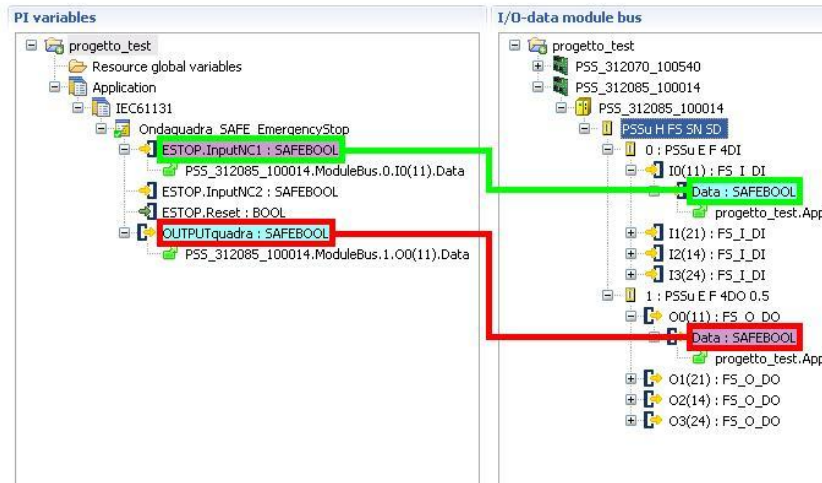 PI variables
progetto_test
Resource global variables
Application
IEC61131
Ondaquadra_SAFE_EmergencyStop
ESTOP.InputNC1 : SAFEBOOL
PSS_312085_100014.ModuleBus.0.I0(11).Data
ESTOP.InputNC2 : SAFEBOOL
ESTOP.Reset : BOOL
OUTPUTquadra : SAFEBOOL
PSS_312085_100014.ModuleBus.1.O0(11).Data
I/O-data module bus
progetto_test
PSS_312070_100540
PSS_312085_100014
PSS_312085_100014
PSSu H FS SN SD
0 : PSSu E F 4DI
I0(11) : FS_I_DI
Data : SAFEBOOL
progetto_test.App
I1(21) : FS_I_DI
I2(14) : FS_I_DI
I3(24) : FS_I_DI
1 : PSSu E F 4DO 0.5
O0(11) : FS_O_DO
Data : SAFEBOOL
progetto_test.App
O1(21) : FS_O_DO
O2(14) : FS_O_DO
O3(24) : FS_O_DO